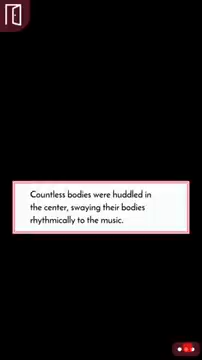 Countless bodies were huddled in
the center, swaying their bodies
rhythmically to the music.